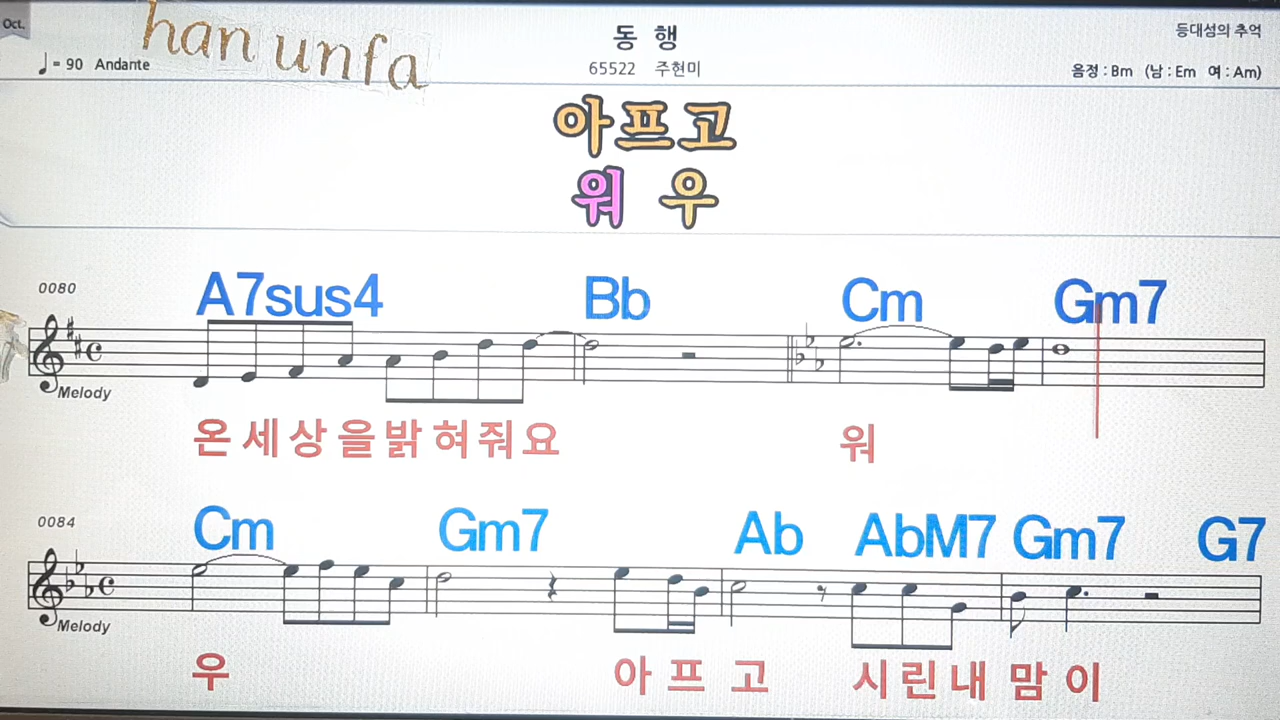 Oct.
han unfa
동 행
등대섬의 추억
♩= 90 Andante
65522 주현미
음정 : Bm (남 : Em 여 : Am)
아프고
워 우
0080
A7sus4 Bb Cm Gm7
Melody
온 세 상 을 밝 혀 줘 요 워
0084
Cm Gm7 Ab AbM7 Gm7 G7
Melody
우 아 프 고 시 린 내 맘 이